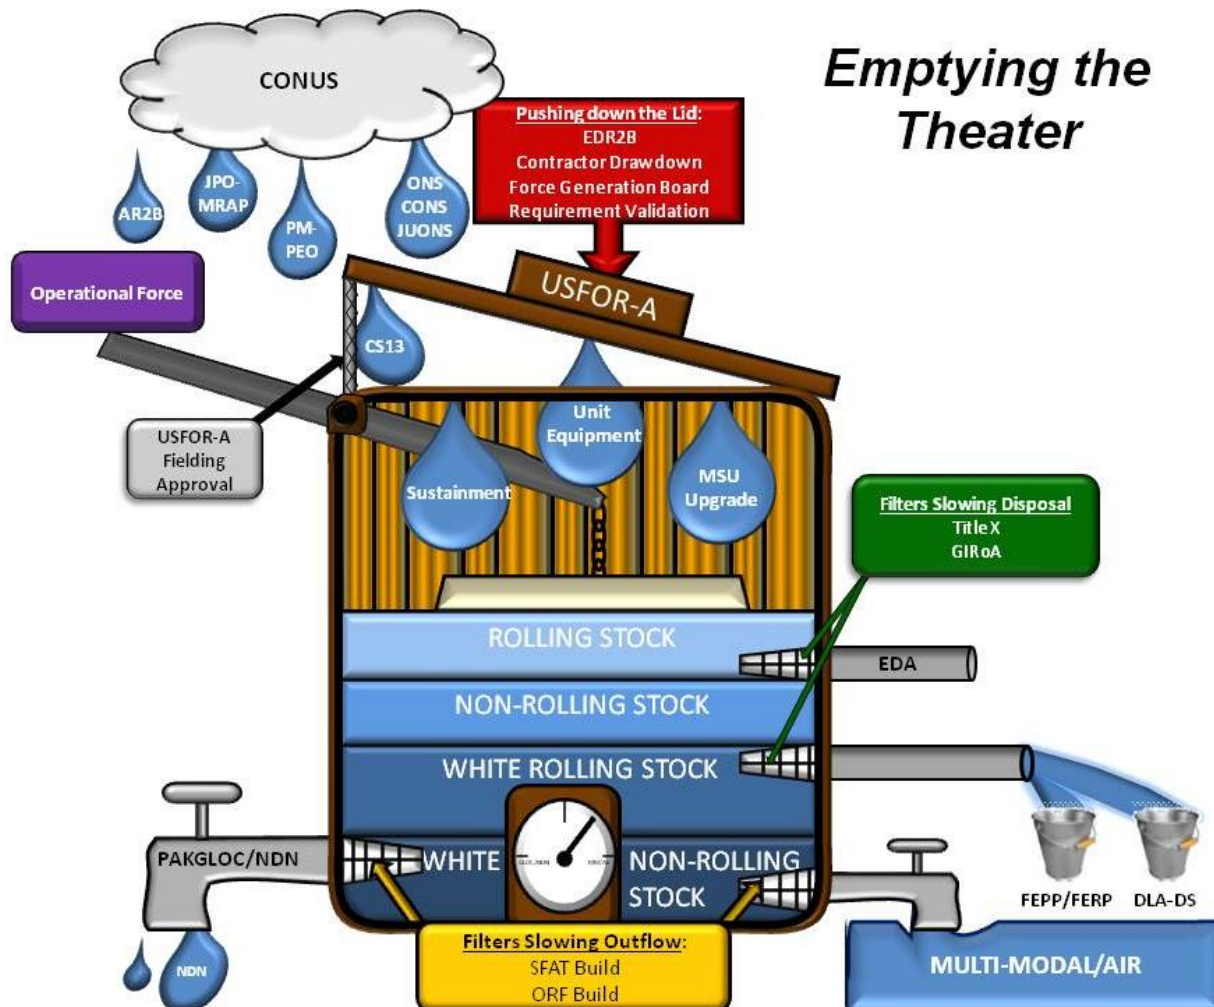 Emptying the
Theater
CONUS
Pushing down the Lid:
EDR2B
Contractor Drawdown
Force Generation Board
Requirement Validation
AR2B
JPO-
MRAP
PM-
PEO
ONS
CONS
JUONS
Operational Force
USFOR-A
CS13
USFOR-A
Fielding
Approval
Sustainment
Unit
Equipment
MSU
Upgrade
Filters Slowing Disposal
Title X
GIRoA
ROLLING STOCK
EDA
NON-ROLLING STOCK
WHITE ROLLING STOCK
PAKGLOC/NDN
WHITE
NON-ROLLING
STOCK
FEPP/FERP
DLA-DS
NDN
Filters Slowing Outflow:
SFAT Build
ORF Build
MULTI-MODAL/AIR